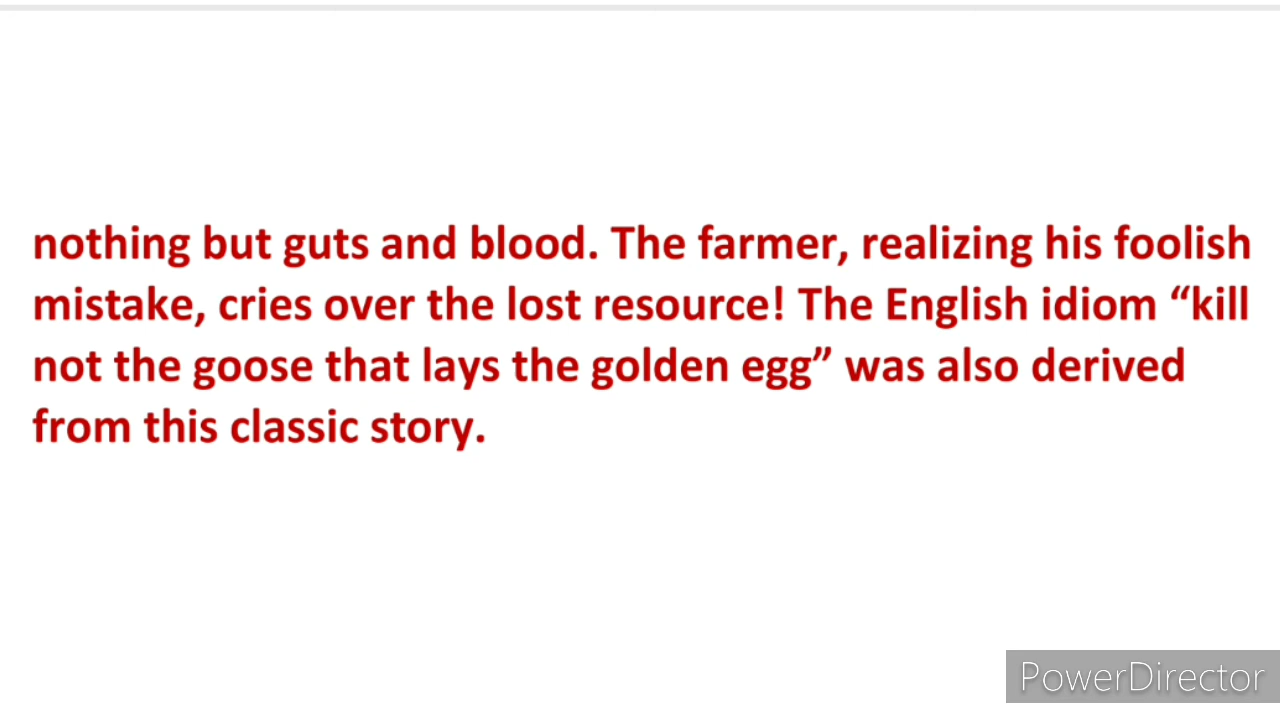 nothing but guts and blood. The farmer, realizing his foolish
mistake, cries over the lost resource! The English idiom “kill
not the goose that lays the golden egg” was also derived
from this classic story.
PowerDirector